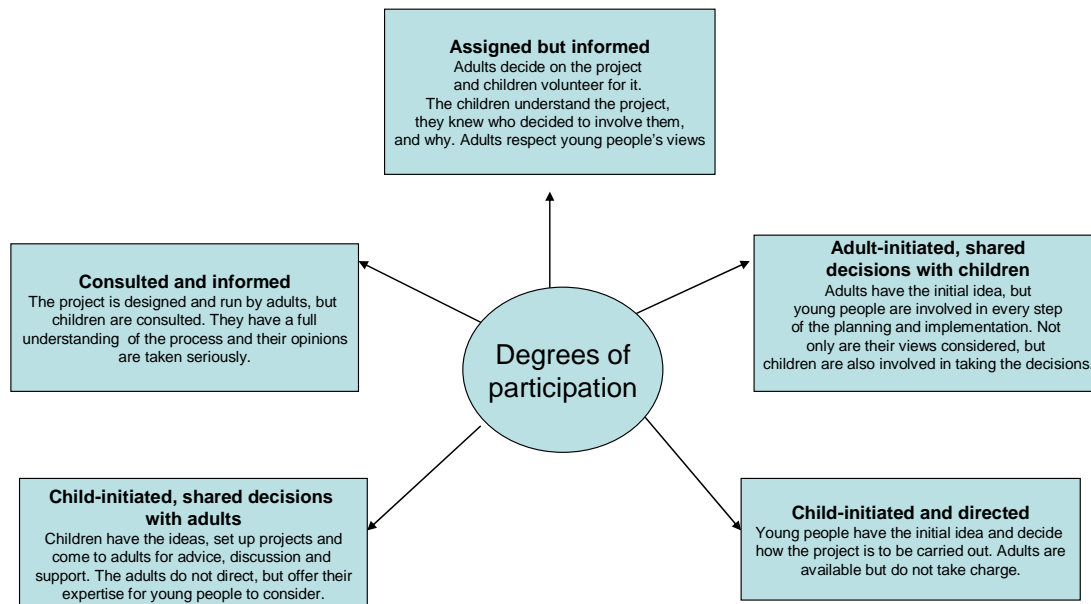 Assigned but informed
Adults decide on the project
and children volunteer for it.
The children understand the project,
they knew who decided to involve them,
and why. Adults respect young people's views
Consulted and informed
The project is designed and run by adults, but
children are consulted. They have a full
understanding of the process and their opinions
are taken seriously.
Adult-initiated, shared
decisions with children
Adults have the initial idea, but
young people are involved in every step
of the planning and implementation. Not
only are their views considered, but
children are also involved in taking the decisions.
Degrees of
participation
Child-initiated, shared decisions
with adults
Children have the ideas, set up projects and
come to adults for advice, discussion and
support. The adults do not direct, but offer their
expertise for young people to consider.
Child-initiated and directed
Young people have the initial idea and decide
how the project is to be carried out. Adults are
available but do not take charge.